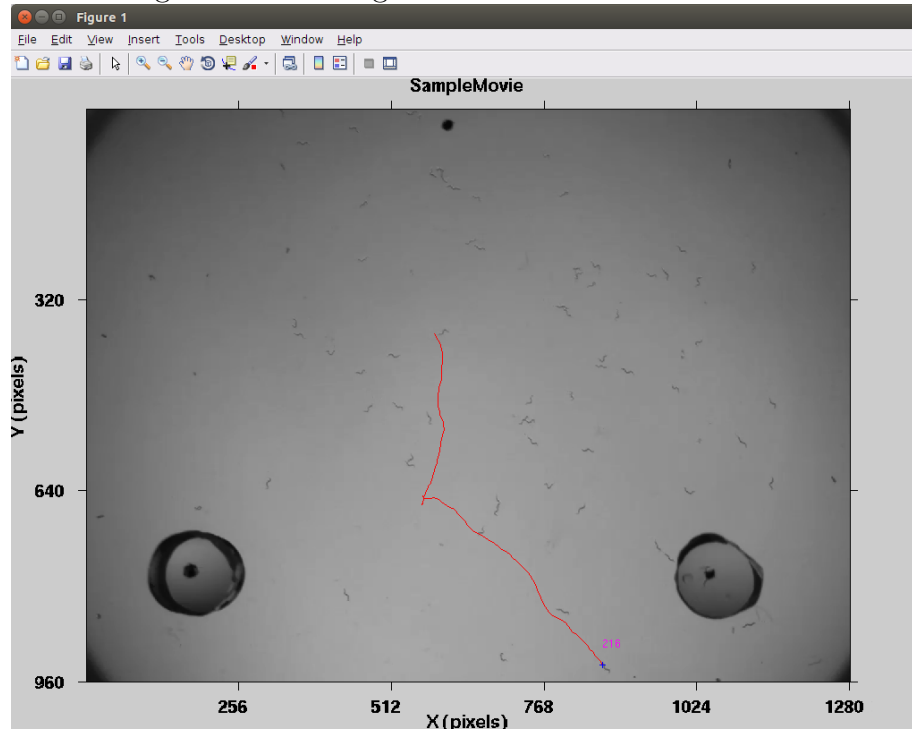 Figure 1
File Edit View Insert Tools Desktop Window Help
SampleMovie
320
640
960
Y (pixels)
216
256 512 768 1024 1280
X (pixels)